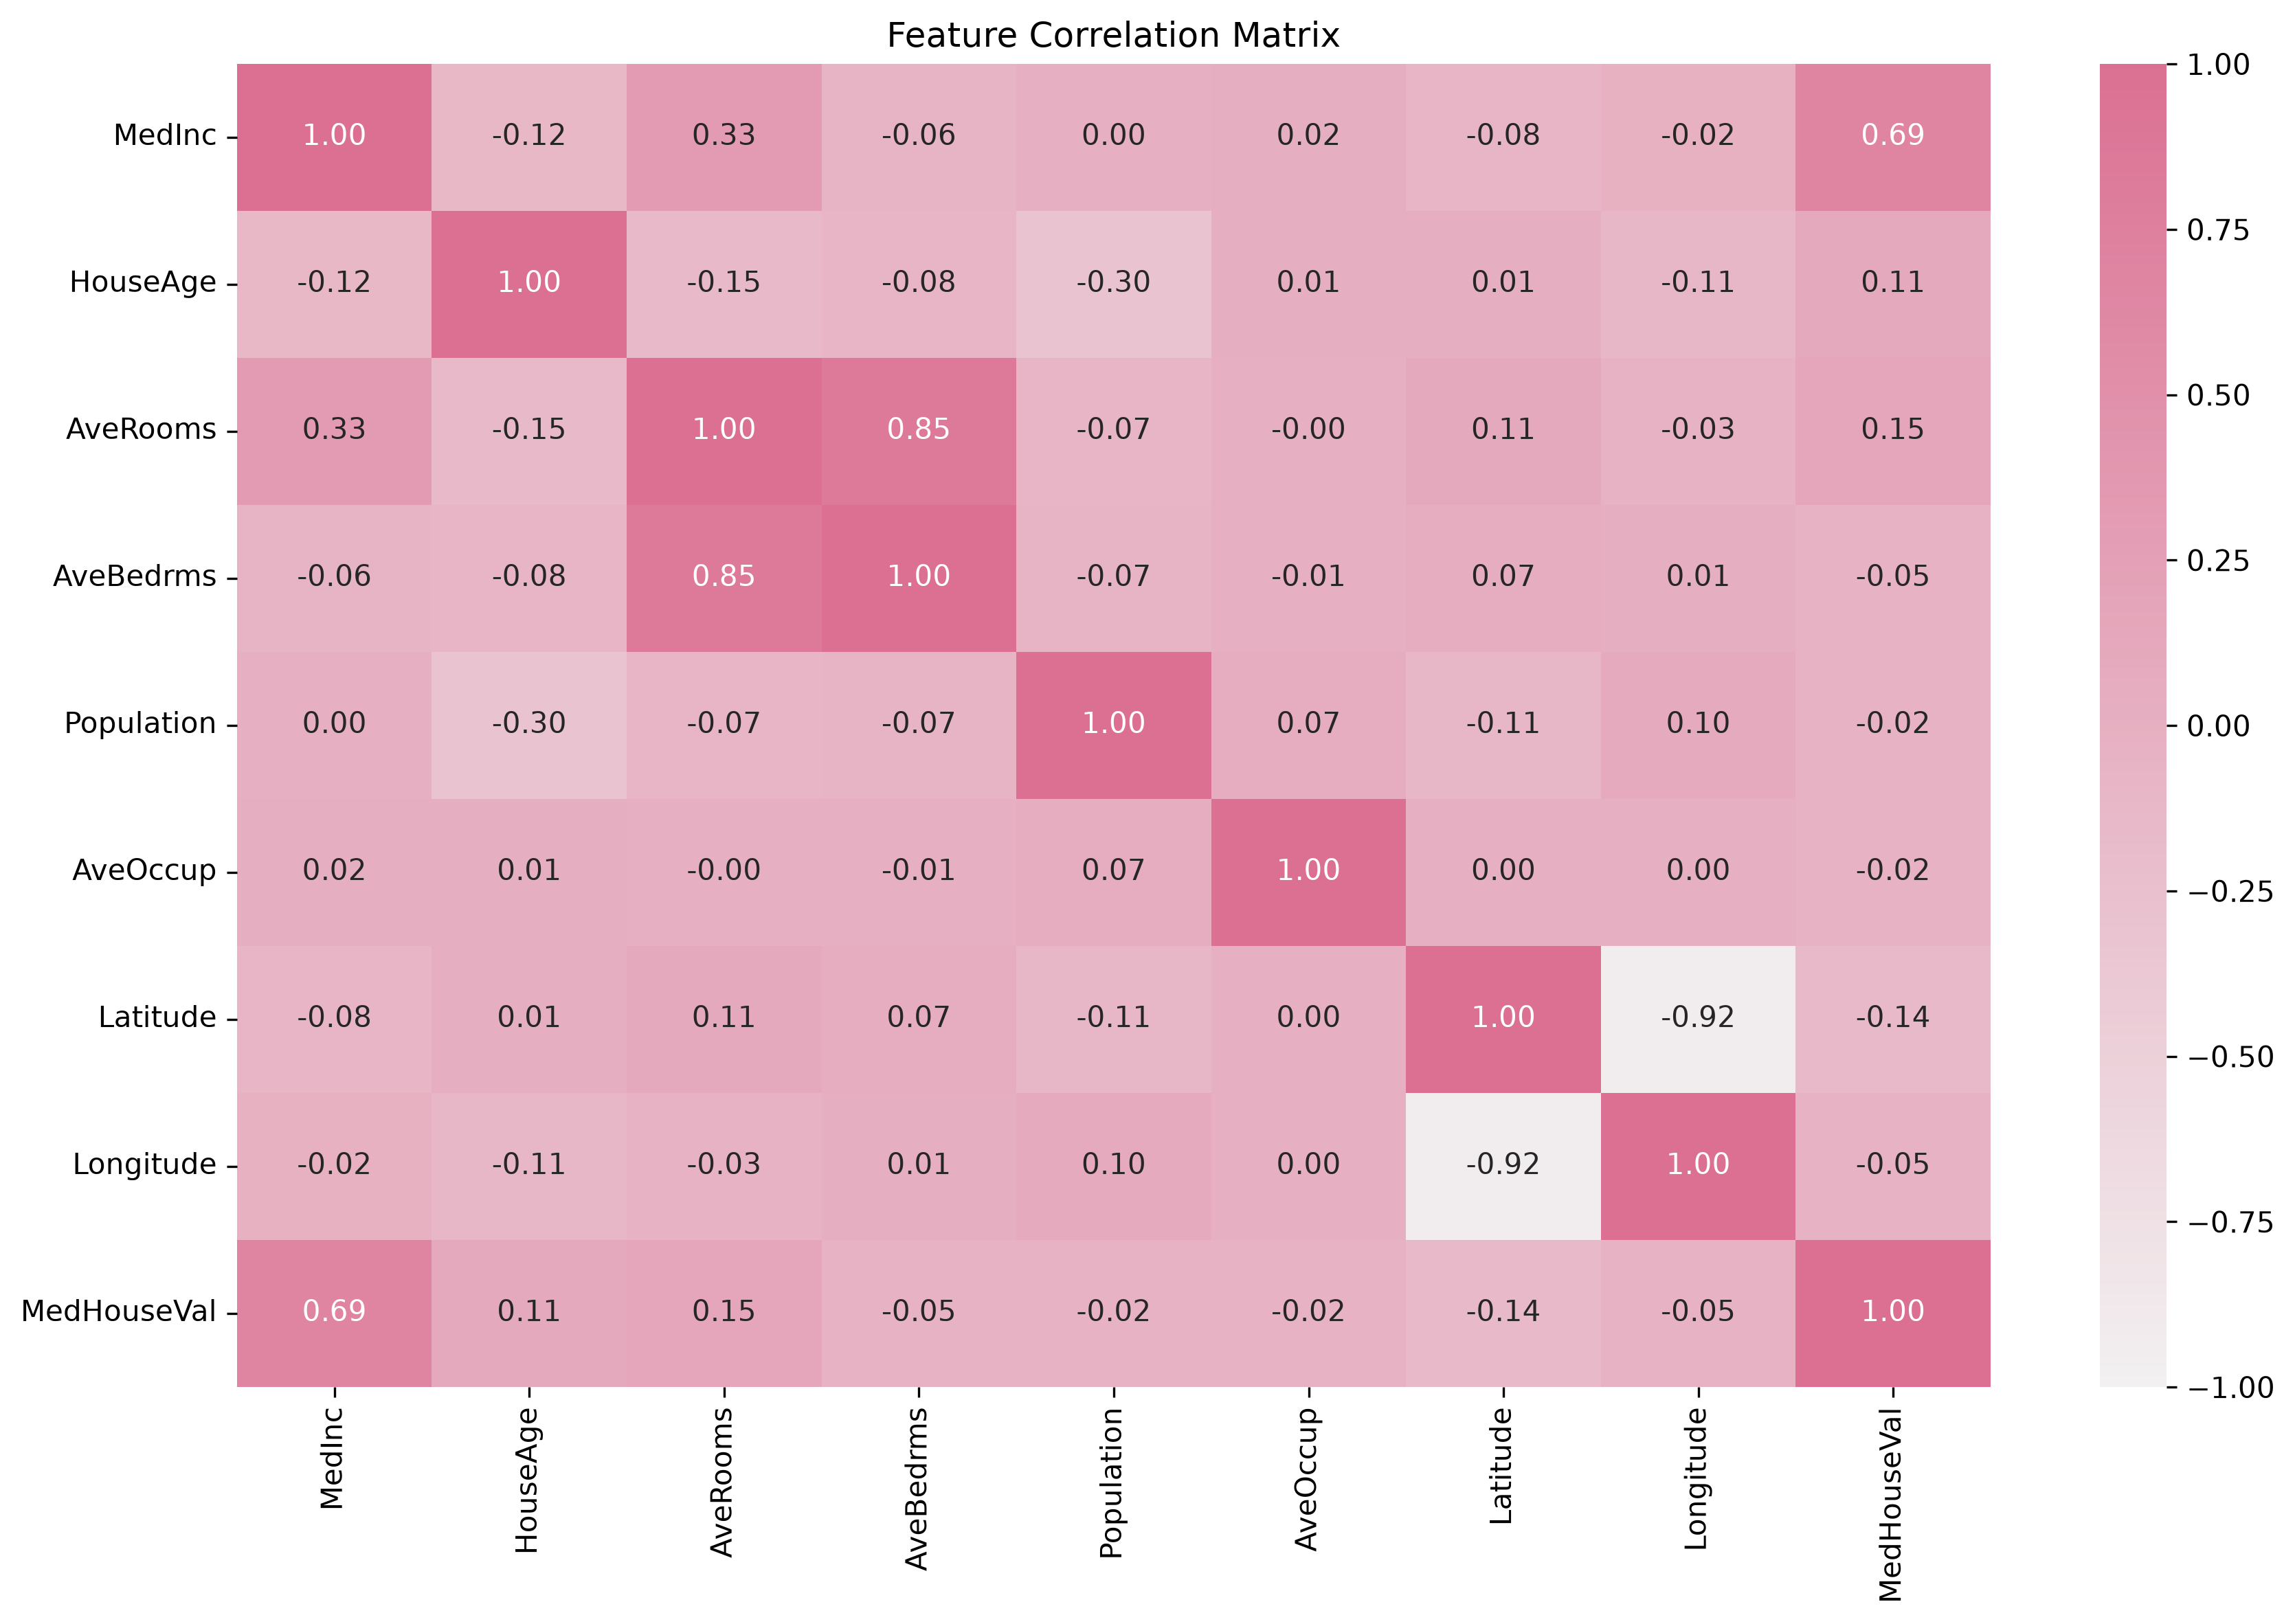 Feature Correlation Matrix
MedInc 1.00 -0.12 0.33 -0.06 0.00 0.02 -0.08 -0.02 0.69
HouseAge -0.12 1.00 -0.15 -0.08 -0.30 0.01 0.01 -0.11 0.11
AveRooms 0.33 -0.15 1.00 0.85 -0.07 -0.00 0.11 -0.03 0.15
AveBedrms -0.06 -0.08 0.85 1.00 -0.07 -0.01 0.07 0.01 -0.05
Population 0.00 -0.30 -0.07 -0.07 1.00 0.07 -0.11 0.10 -0.02
AveOccup 0.02 0.01 -0.00 -0.01 0.07 1.00 0.00 0.00 -0.02
Latitude -0.08 0.01 0.11 0.07 -0.11 0.00 1.00 -0.92 -0.14
Longitude -0.02 -0.11 -0.03 0.01 0.10 0.00 -0.92 1.00 -0.05
MedHouseVal 0.69 0.11 0.15 -0.05 -0.02 -0.02 -0.14 -0.05 1.00
MedInc HouseAge AveRooms AveBedrms Population AveOccup Latitude Longitude MedHouseVal
1.00
0.75
0.50
0.25
0.00
−0.25
−0.50
−0.75
−1.00